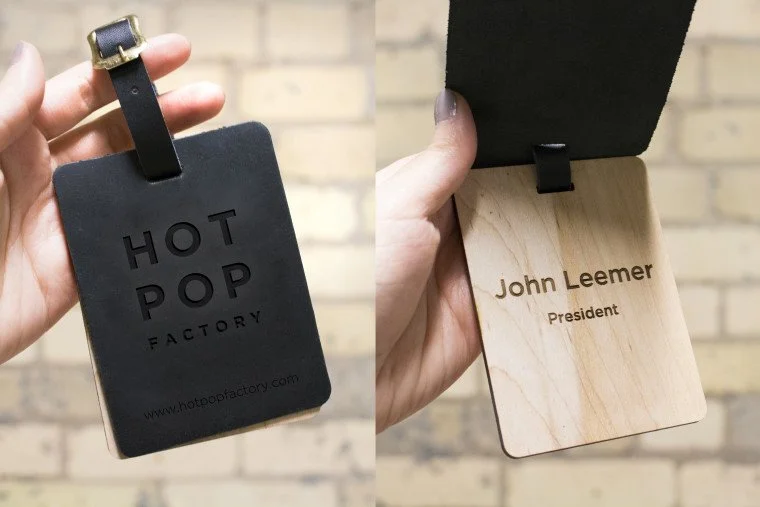 HOT
POP
FACTORY
www.hotpopfactory.com
John Leemer
President